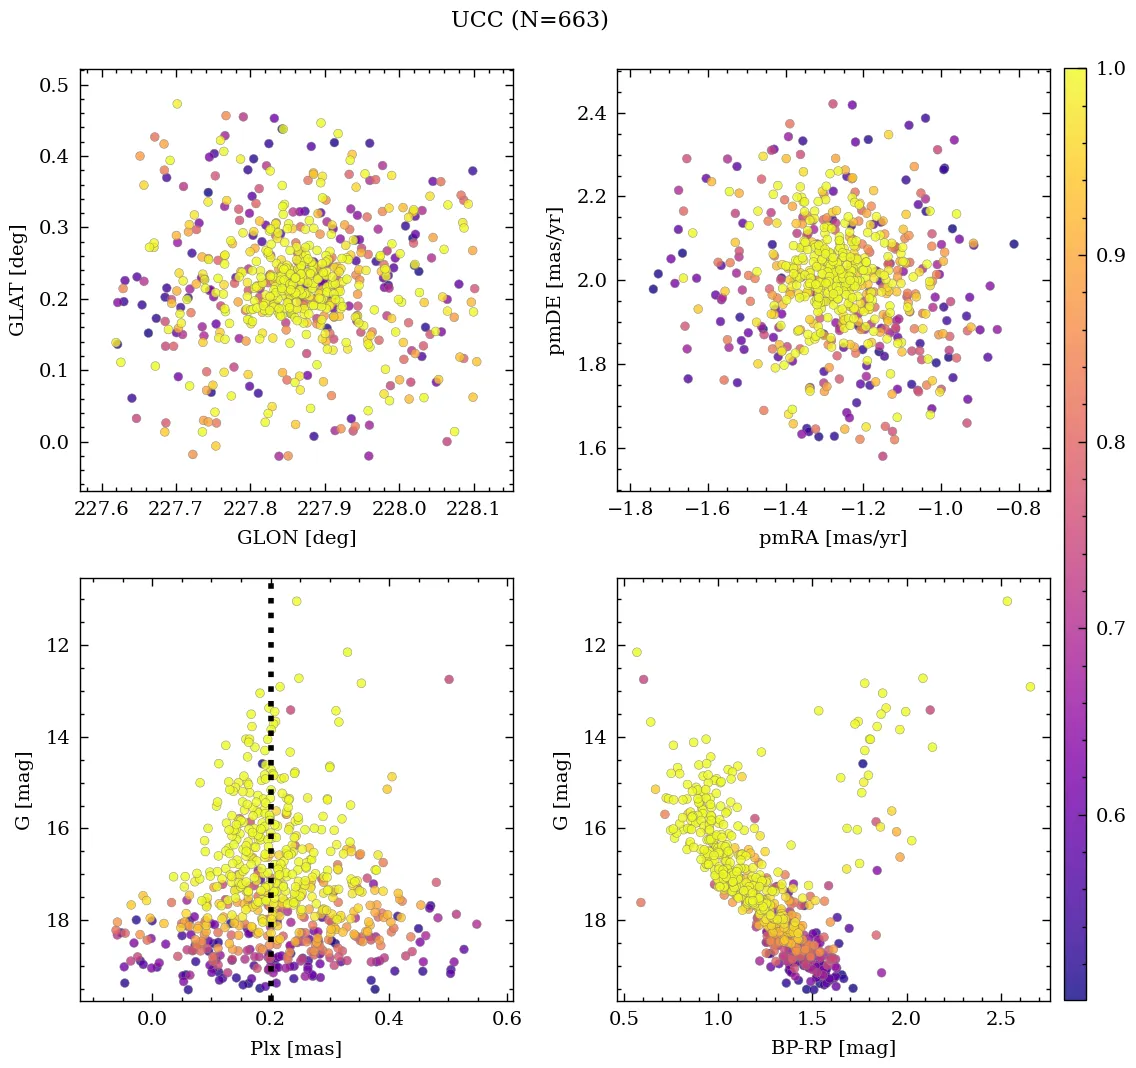 UCC (N=663)
0.5
0.4
0.3
0.2
0.1
0.0
GLAT [deg]
227.6 227.7 227.8 227.9 228.0 228.1
GLON [deg]
2.4
2.2
2.0
1.8
1.6
pmDE [mas/yr]
−1.8 −1.6 −1.4 −1.2 −1.0 −0.8
pmRA [mas/yr]
12
14
16
18
G [mag]
0.0 0.2 0.4 0.6
Plx [mas]
12
14
16
18
G [mag]
0.5 1.0 1.5 2.0 2.5
BP-RP [mag]
1.0
0.9
0.8
0.7
0.6